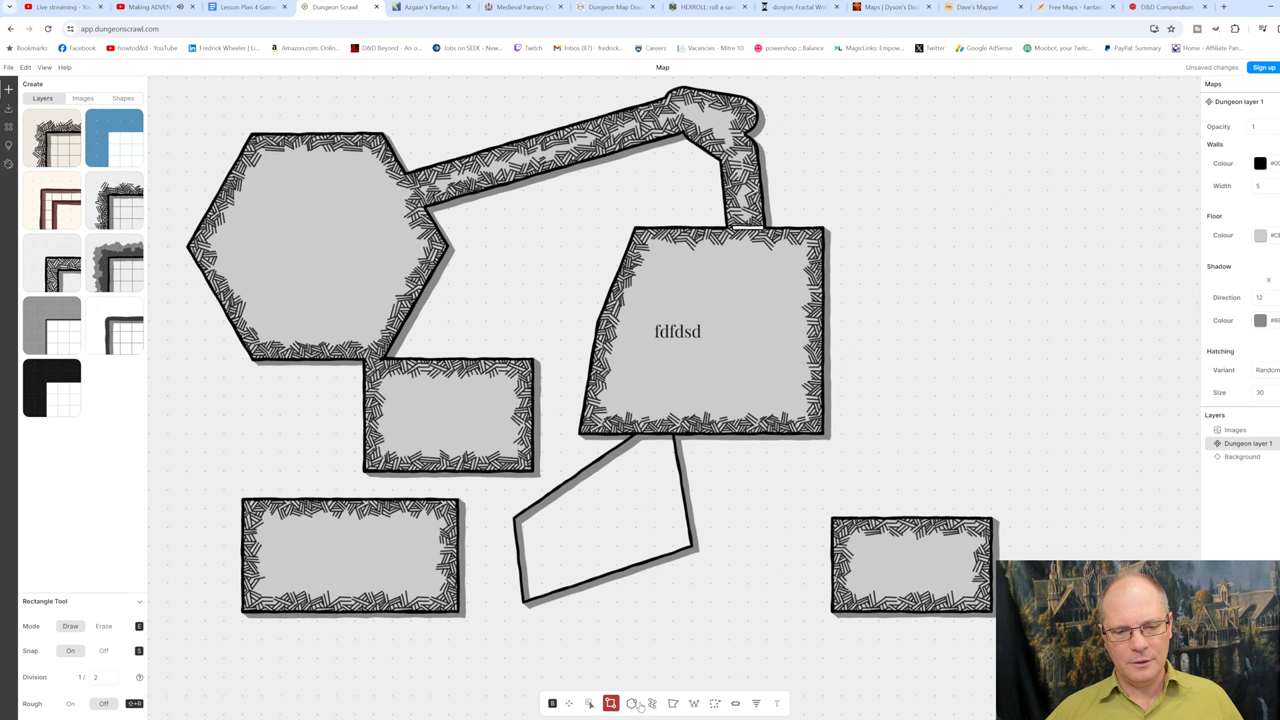 Live streaming - Yo
Making ADVEN
Lesson Plan 4 Game
Dungeon Scrawl
Azgaar's Fantasy M
Medieval Fantasy C
Dungeon Map Doo
HEXROLL: roll a san
donjon; Fractal Wo
Maps | Dyson's Doc
Dave's Mapper
Free Maps - Fantas
D&D Compendium
app.dungeonscrawl.com
Bookmarks
Facebook
howtodd&d - YouTube
Fredrick Wheeler |...
Amazon.com: Onlin...
D&D Beyond - an o...
Jobs on SEEK - New...
Twitch
Inbox (87) - fredrick...
Careers
Vacancies - Mitre 10
powershop :: Balance
MagicLinks: Empow...
Twitter
Google AdSense
Moobot, your Twitc...
PayPal: Summary
Home - Affiliate Pan...
File Edit View Help
Map
Unsaved changes
Sign up
Create
Layers Images Shapes
Maps
Dungeon layer 1
Opacity 1
Walls
Colour #00
Width 5
Floor
Colour
Shadow
X
Direction 12
Colour
Hatching
Variant Random
Size 30
Layers
Images
Dungeon layer 1
Background
fdfdsd
Rectangle Tool
Mode Draw Erase E
Snap On Off S
Division 1 / 2
Rough On Off ⇧+R
B
T